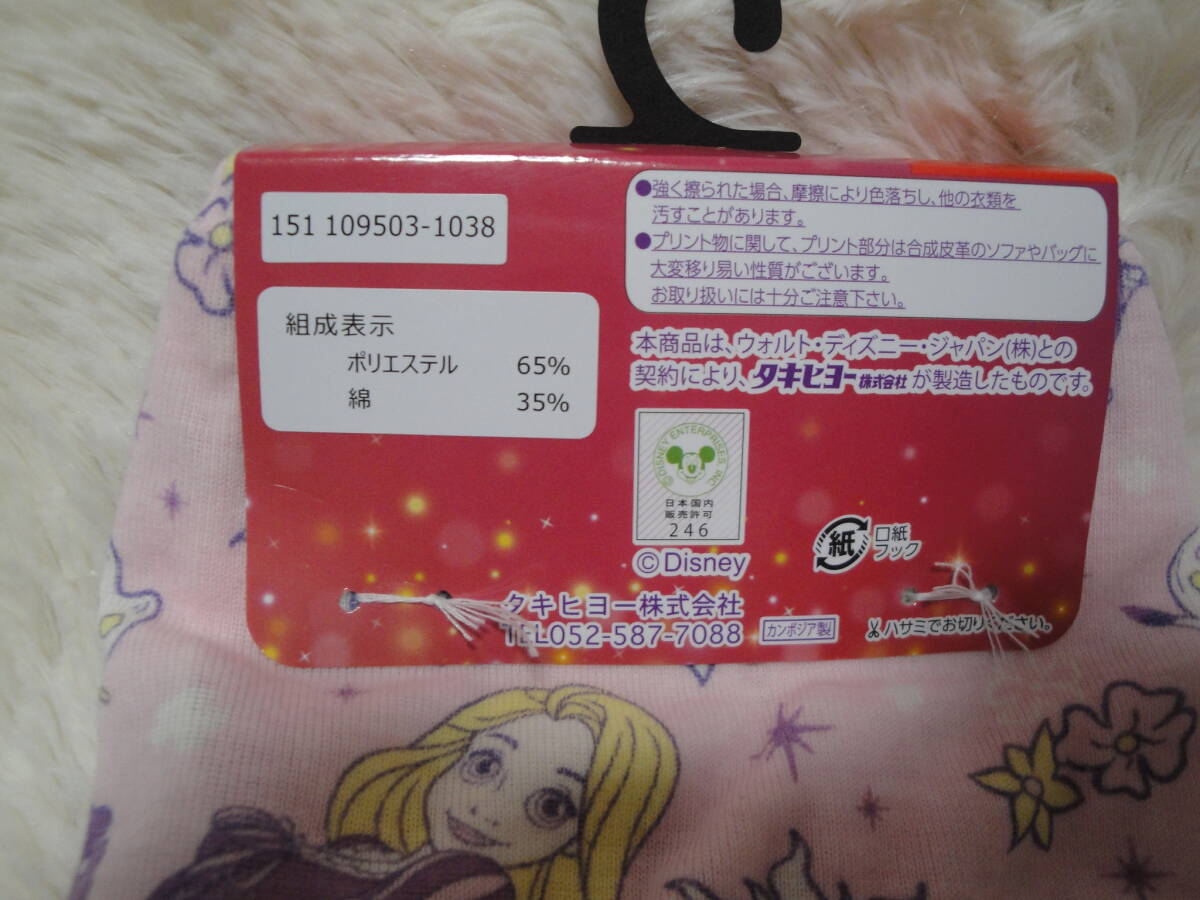 151 109503-1038
組成表示
ポリエステル 65%
綿 35%
●強く擦られた場合、摩擦により色落ちし、他の衣類を
汚すことがあります。
●プリント物に関して、プリント部分は合成皮革のソファやバッグに
大変移り易い性質がございます。
お取り扱いには十分ご注意下さい。
本商品は、ウォルト・ディズニー・ジャパン(株)との
契約により、タキヒヨー株式会社が製造したものです。
©DISNEY ENTERPRISES, INC
日本国内
販売許可
246
©Disney
紙
口紙
フック
タキヒヨー株式会社
TEL052-587-7088
カンボジア製
ハサミでお切りください。